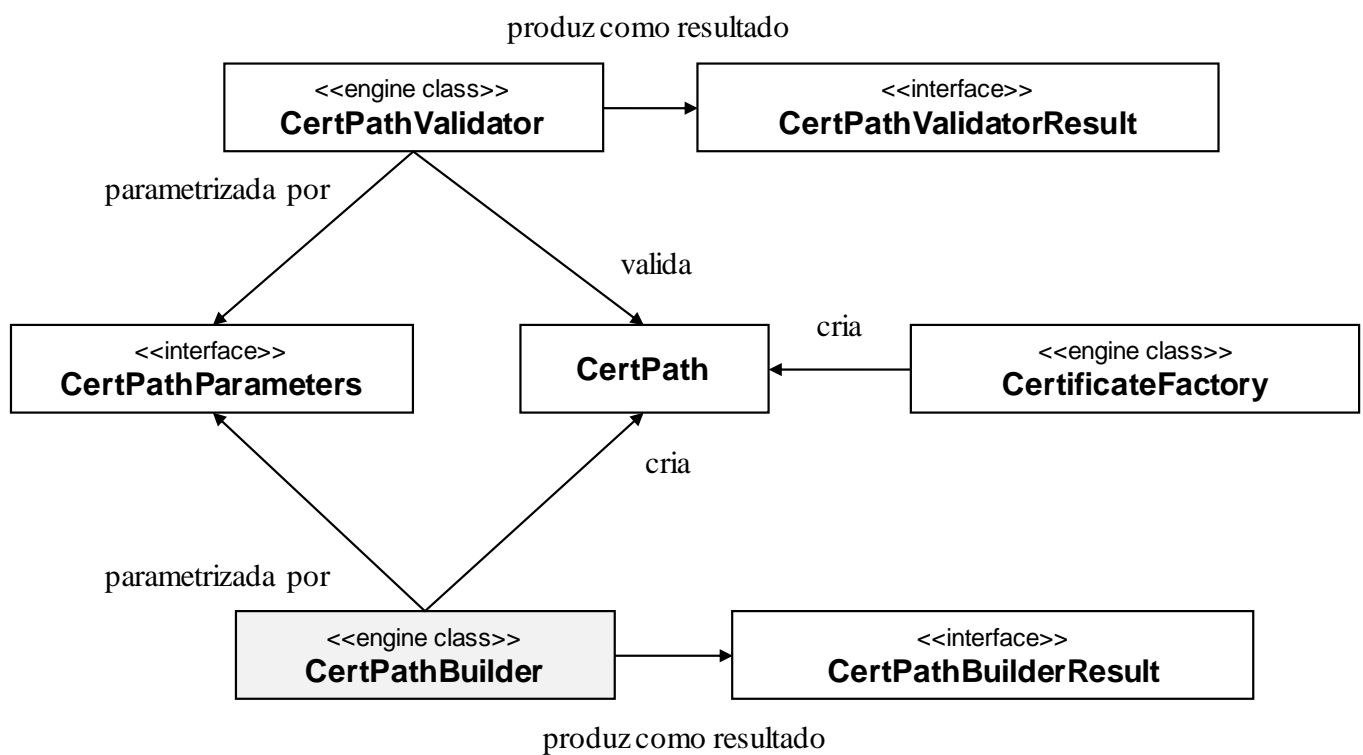 produz como resultado
<<engine class>>
CertPathValidator
<<interface>>
CertPathValidatorResult
parametrizada por
valida
<<interface>>
CertPathParameters
CertPath
cria
<<engine class>>
CertificateFactory
cria
parametrizada por
<<engine class>>
CertPathBuilder
<<interface>>
CertPathBuilderResult
produz como resultado